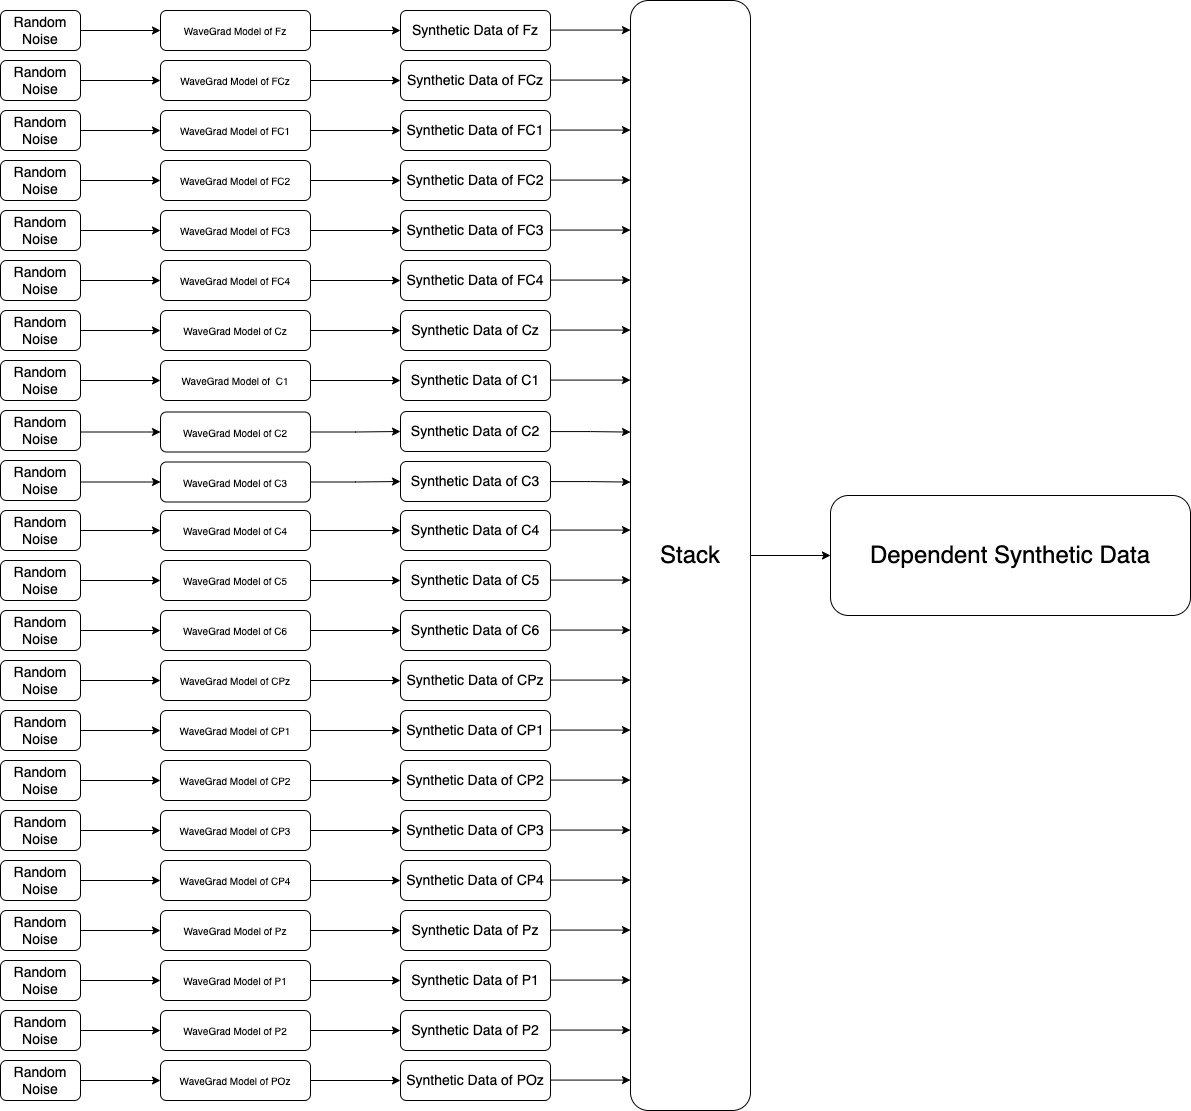 Random
Noise
WaveGrad Model of Fz
Synthetic Data of Fz
Random
Noise
WaveGrad Model of FCz
Synthetic Data of FCz
Random
Noise
WaveGrad Model of FC1
Synthetic Data of FC1
Random
Noise
WaveGrad Model of FC2
Synthetic Data of FC2
Random
Noise
WaveGrad Model of FC3
Synthetic Data of FC3
Random
Noise
WaveGrad Model of FC4
Synthetic Data of FC4
Random
Noise
WaveGrad Model of Cz
Synthetic Data of Cz
Random
Noise
WaveGrad Model of C1
Synthetic Data of C1
Random
Noise
WaveGrad Model of C2
Synthetic Data of C2
Random
Noise
WaveGrad Model of C3
Synthetic Data of C3
Random
Noise
WaveGrad Model of C4
Synthetic Data of C4
Random
Noise
WaveGrad Model of C5
Synthetic Data of C5
Random
Noise
WaveGrad Model of C6
Synthetic Data of C6
Random
Noise
WaveGrad Model of CPz
Synthetic Data of CPz
Random
Noise
WaveGrad Model of CP1
Synthetic Data of CP1
Random
Noise
WaveGrad Model of CP2
Synthetic Data of CP2
Random
Noise
WaveGrad Model of CP3
Synthetic Data of CP3
Random
Noise
WaveGrad Model of CP4
Synthetic Data of CP4
Random
Noise
WaveGrad Model of Pz
Synthetic Data of Pz
Random
Noise
WaveGrad Model of P1
Synthetic Data of P1
Random
Noise
WaveGrad Model of P2
Synthetic Data of P2
Random
Noise
WaveGrad Model of POz
Synthetic Data of POz
Stack
Dependent Synthetic Data